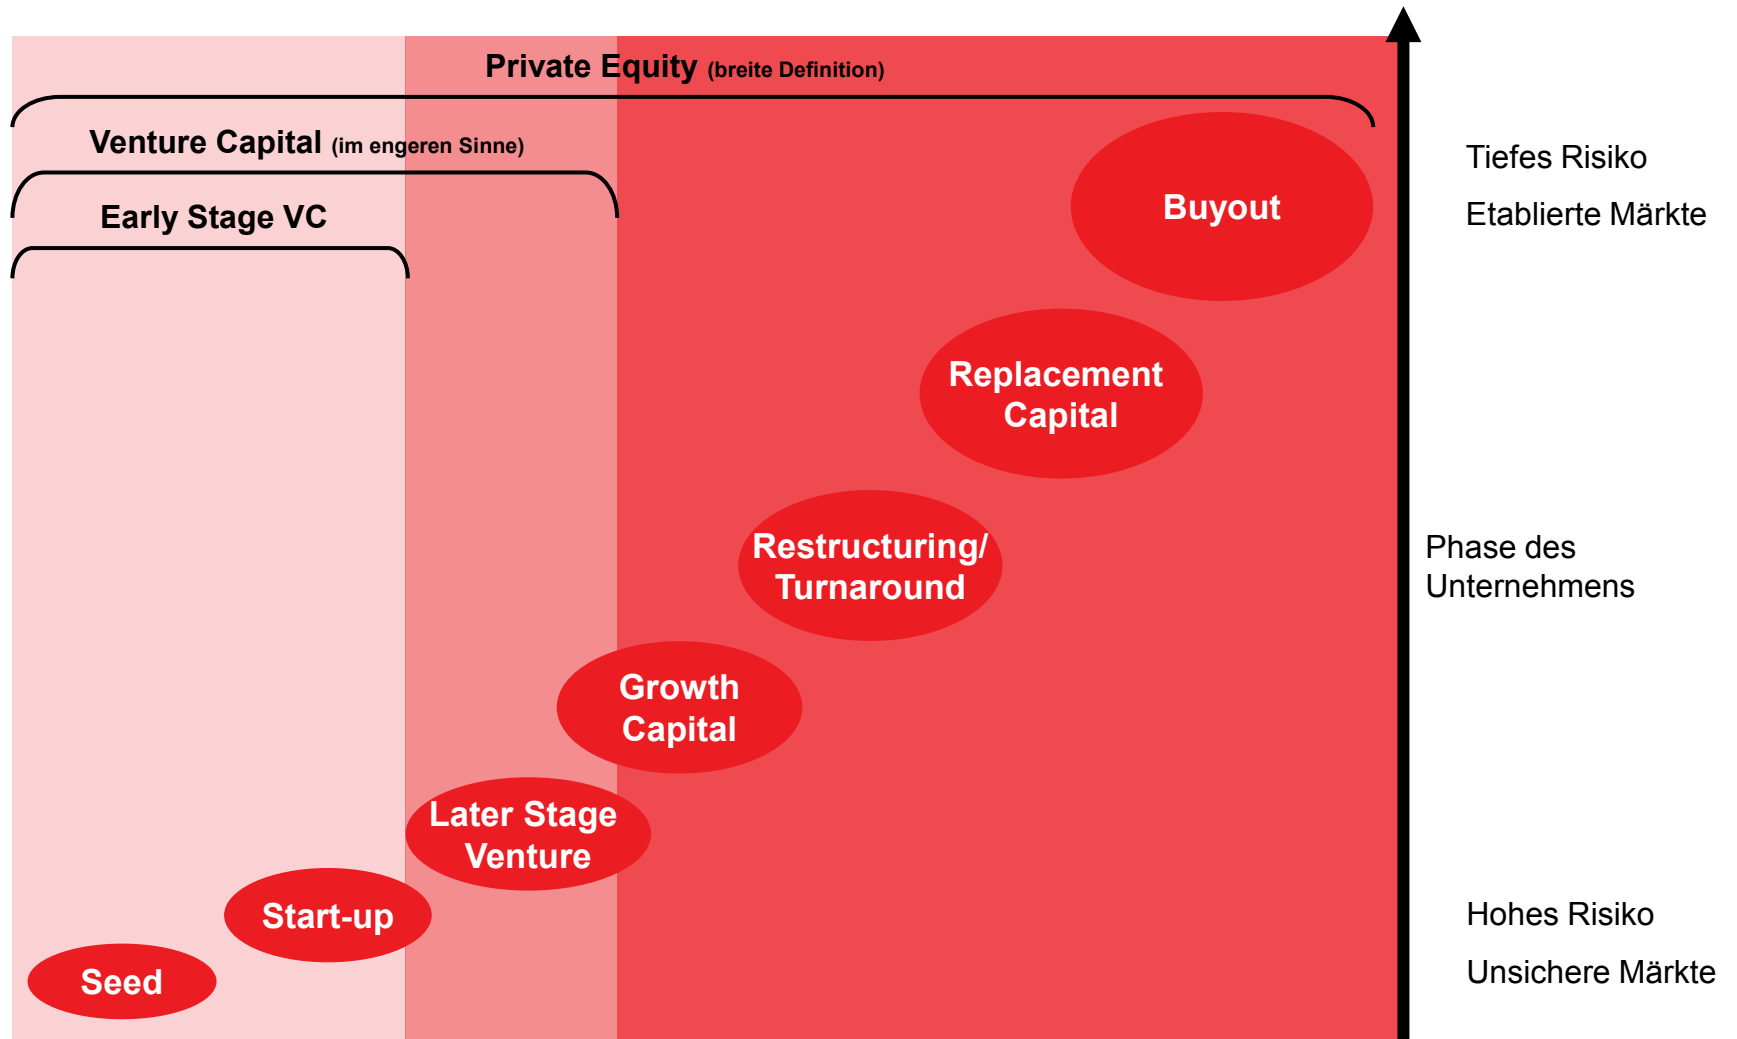 Private Equity (breite Definition)
Venture Capital (im engeren Sinne)
Early Stage VC
Buyout
Replacement
Capital
Restructuring/
Turnaround
Growth
Capital
Later Stage
Venture
Start-up
Seed
Tiefes Risiko
Etablierte Märkte
Phase des
Unternehmens
Hohes Risiko
Unsichere Märkte